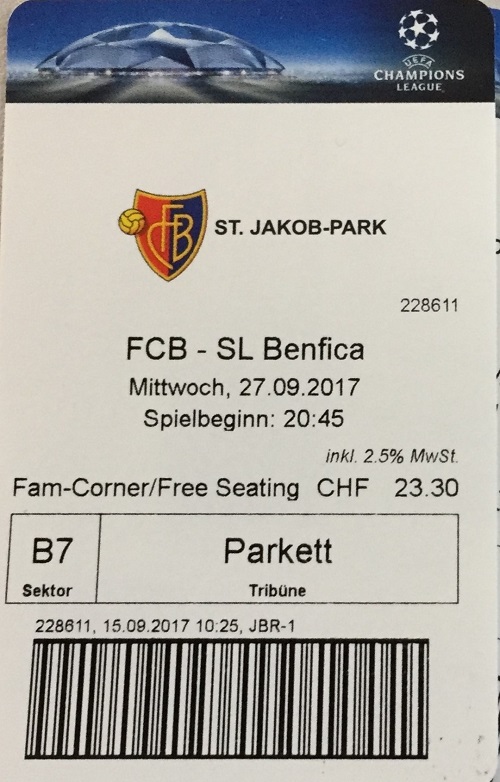 UEFA
CHAMPIONS
LEAGUE
FCB
ST. JAKOB-PARK
228611
FCB - SL Benfica
Mittwoch, 27.09.2017
Spielbeginn: 20:45
inkl. 2.5% MwSt.
Fam-Corner/Free Seating CHF 23.30
B7 Parkett
Sektor Tribüne
228611, 15.09.2017 10:25, JBR-1